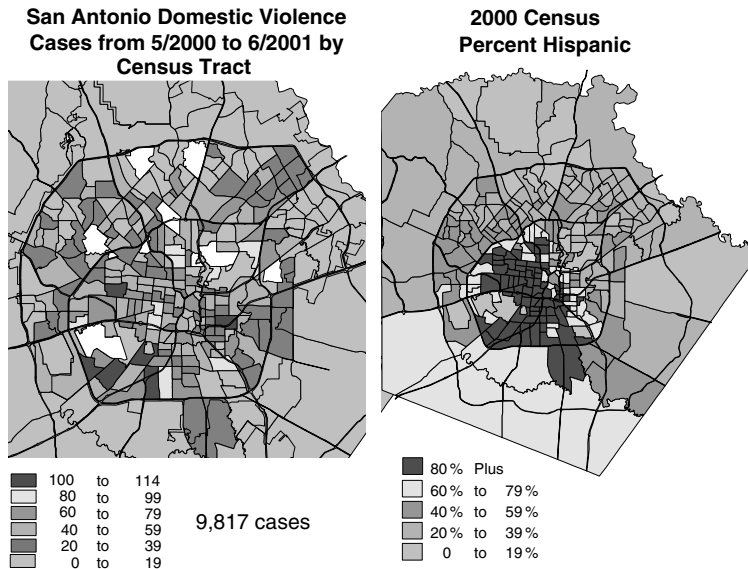 San Antonio Domestic Violence
Cases from 5/2000 to 6/2001 by
Census Tract
100 to 114
80 to 99
60 to 79
40 to 59
20 to 39
0 to 19
9,817 cases
2000 Census
Percent Hispanic
80% Plus
60% to 79%
40% to 59%
20% to 39%
0 to 19%